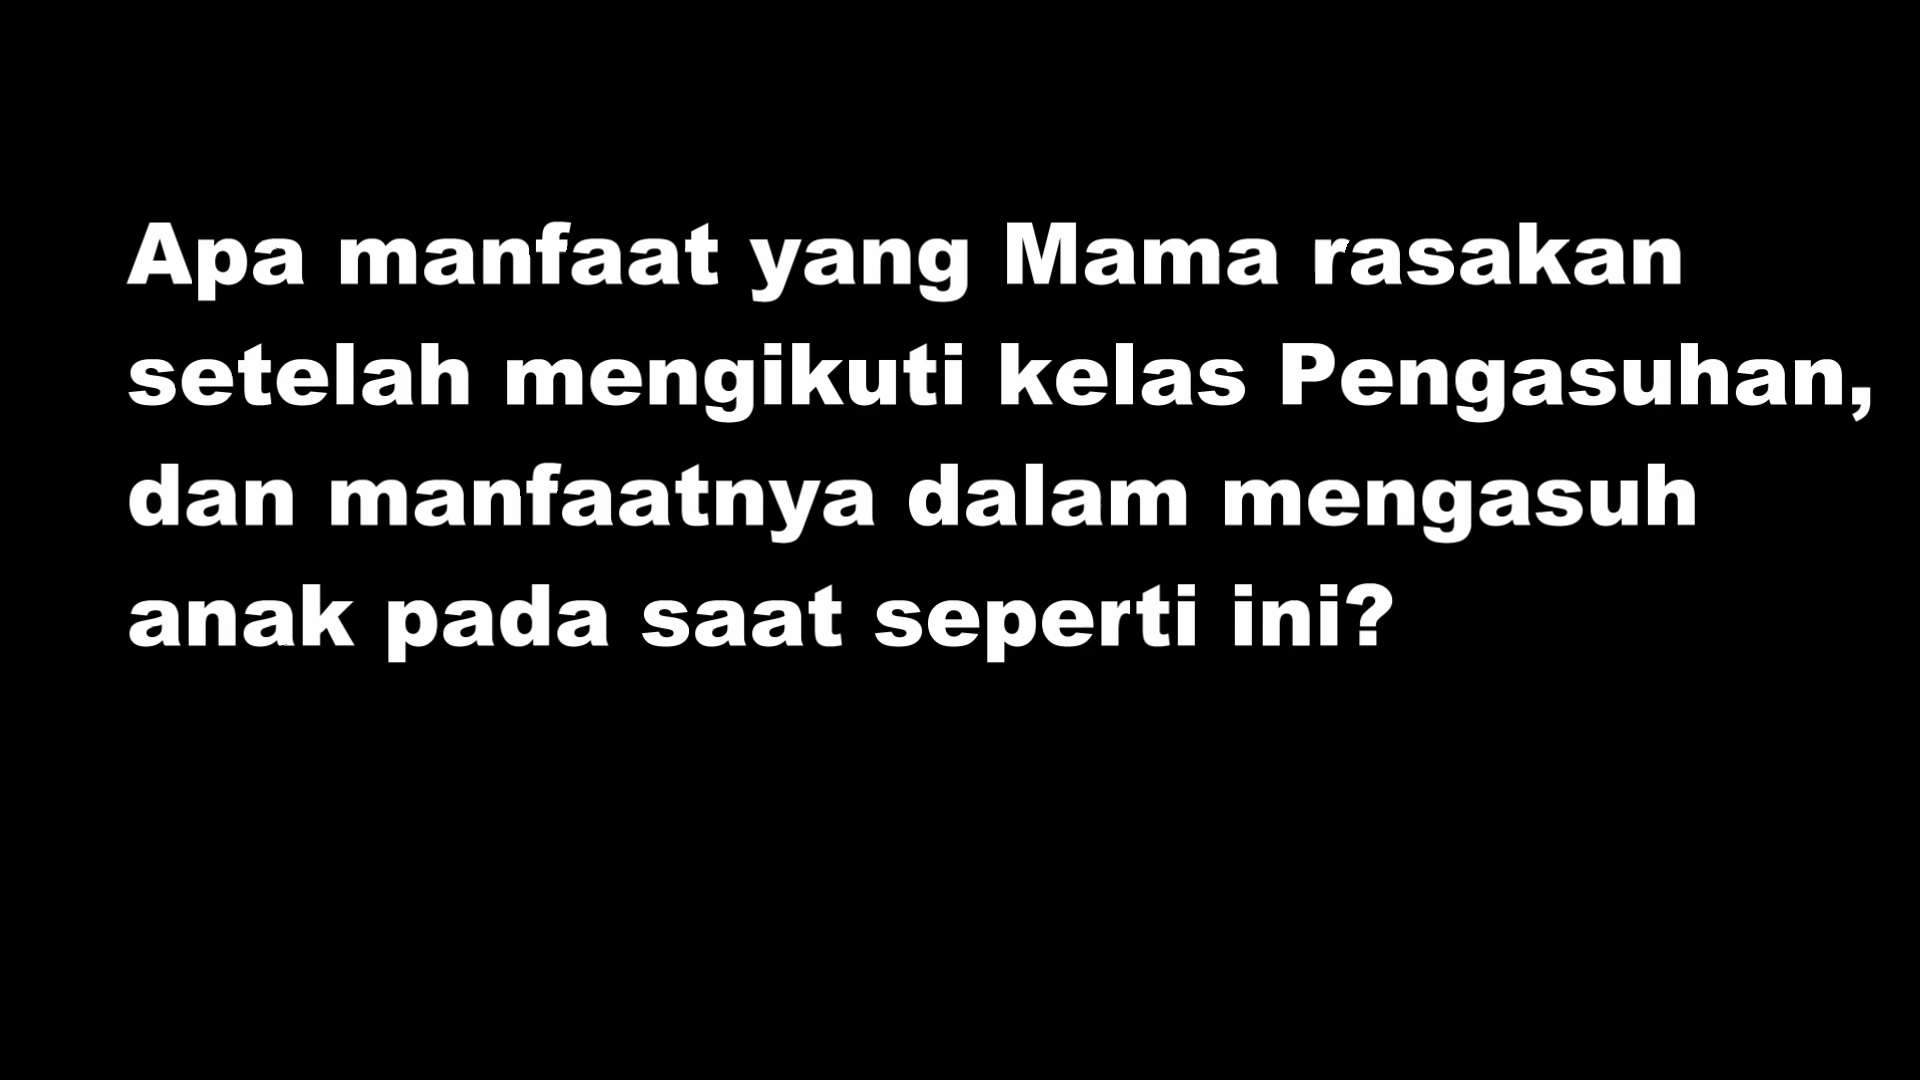 Apa manfaat yang Mama rasakan
setelah mengikuti kelas Pengasuhan,
dan manfaatnya dalam mengasuh
anak pada saat seperti ini?